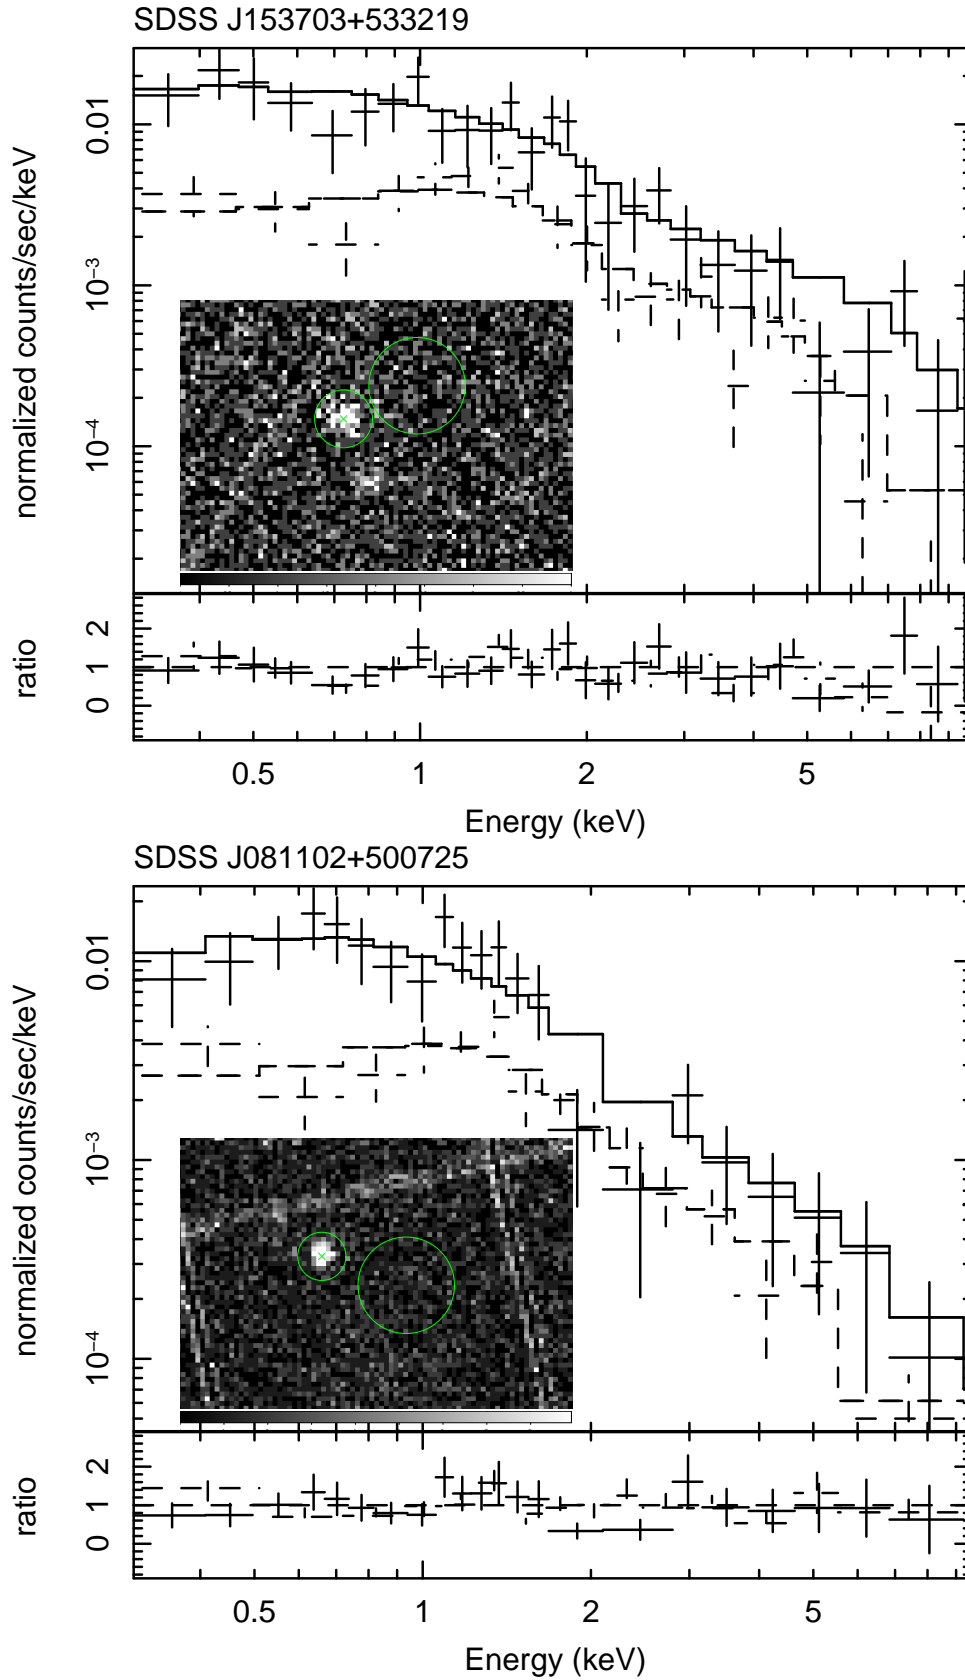 SDSS J153703+533219
normalized counts/sec/keV
0.01
10⁻³
10⁻⁴
ratio
2
1
0
0.5 1 2 5
Energy (keV)
SDSS J081102+500725
normalized counts/sec/keV
0.01
10⁻³
10⁻⁴
ratio
2
1
0
0.5 1 2 5
Energy (keV)